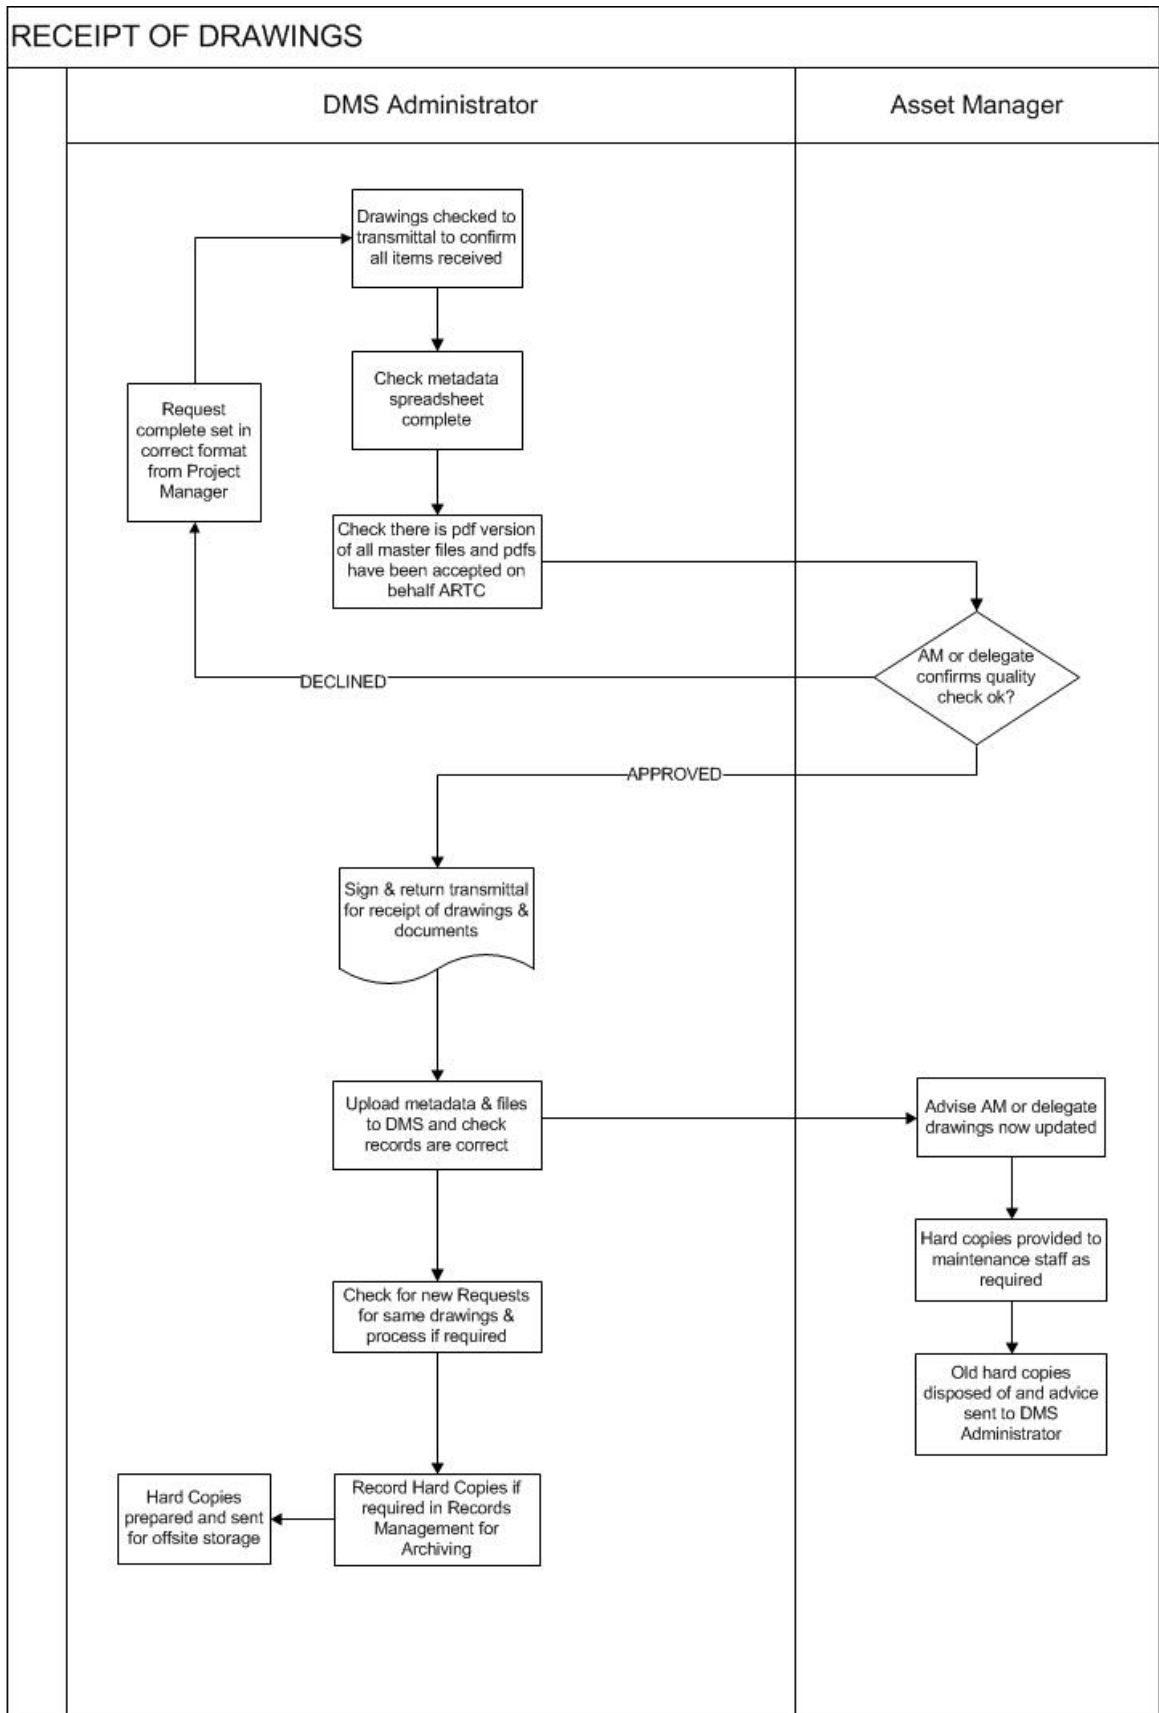 RECEIPT OF DRAWINGS
DMS Administrator
Asset Manager
Drawings checked to
transmittal to confirm
all items received
Check metadata
spreadsheet
complete
Request
complete set in
correct format
from Project
Manager
Check there is pdf version
of all master files and pdfs
have been accepted on
behalf ARTC
AM or delegate
confirms quality
check ok?
DECLINED
APPROVED
Sign & return transmittal
for receipt of drawings &
documents
Upload metadata & files
to DMS and check
records are correct
Advise AM or delegate
drawings now updated
Hard copies provided to
maintenance staff as
required
Check for new Requests
for same drawings &
process if required
Old hard copies
disposed of and advice
sent to DMS
Administrator
Record Hard Copies if
required in Records
Management for
Archiving
Hard Copies
prepared and sent
for offsite storage